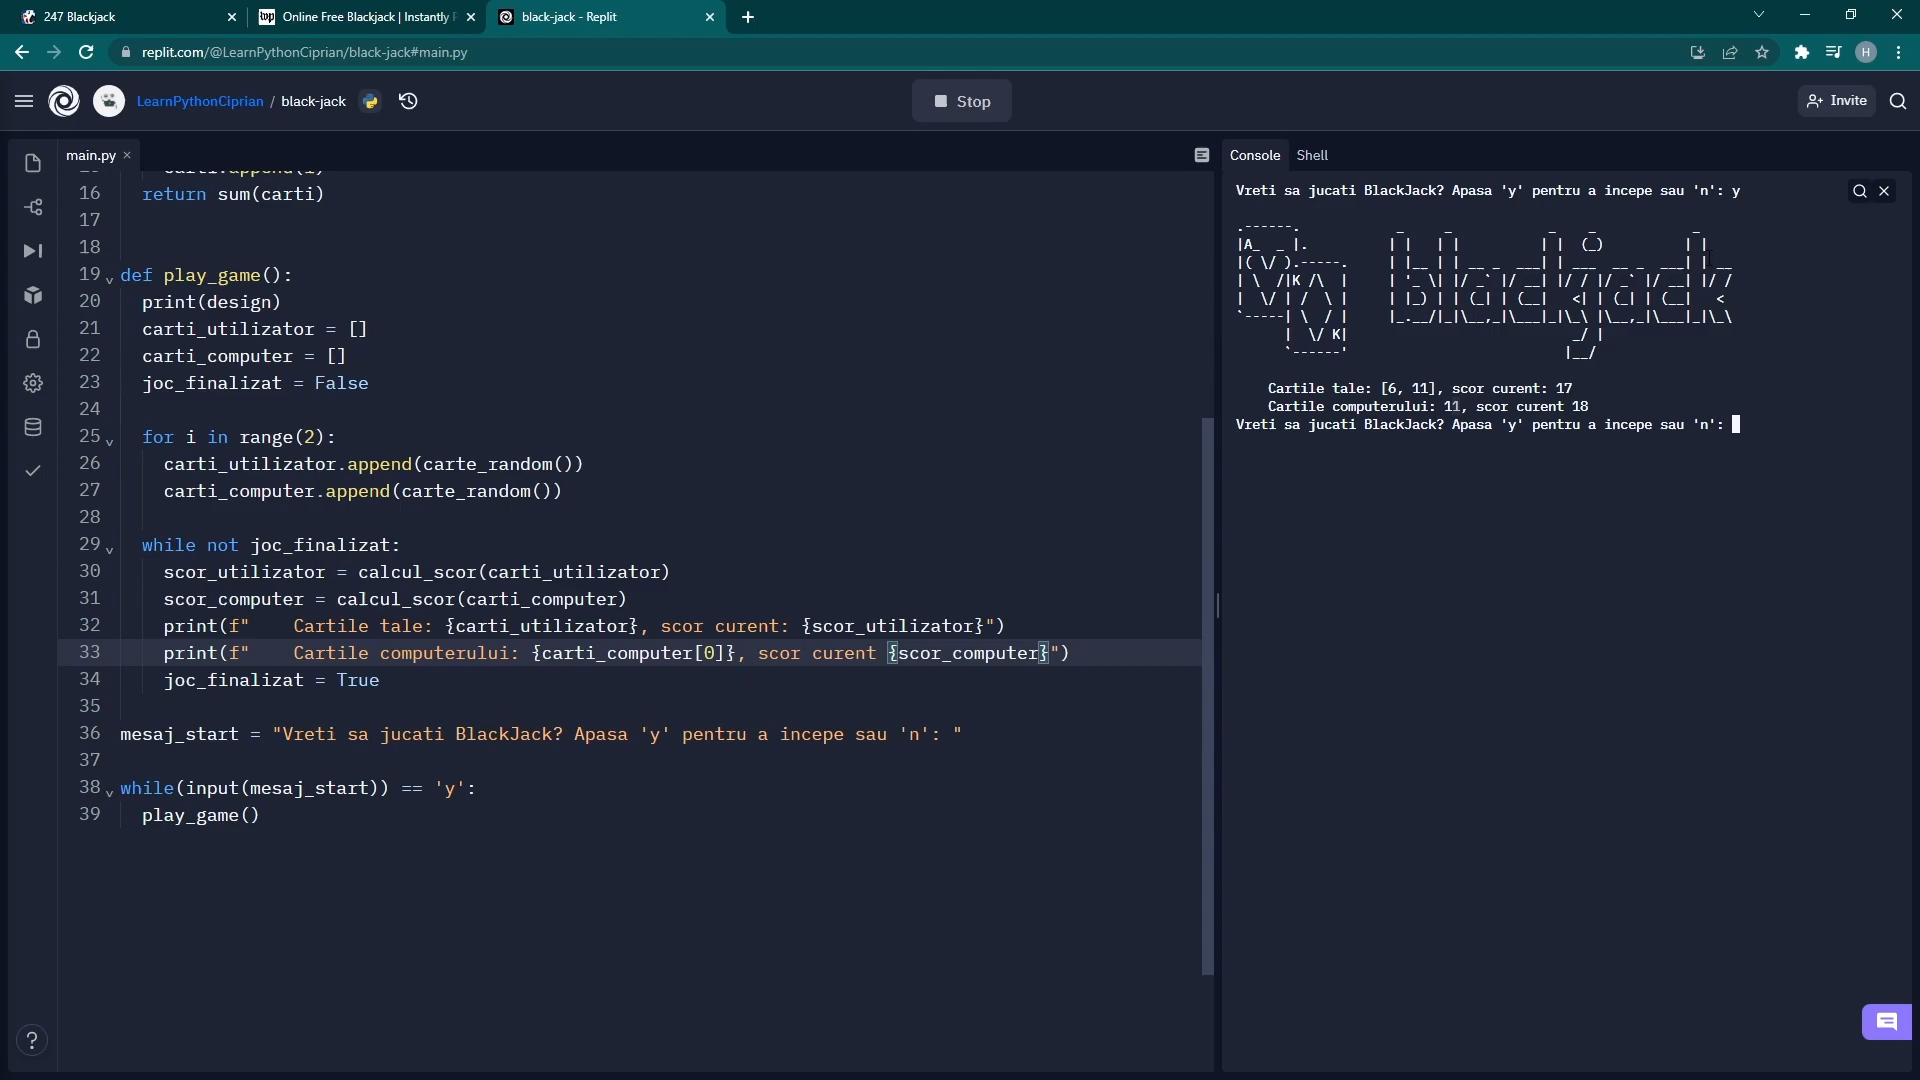 247 Blackjack
Online Free Blackjack | Instantly P
black-jack - Replit
replit.com/@LearnPythonCiprian/black-jack#main.py
H
LearnPythonCiprian / black-jack
Stop
Invite
main.py
Console
Shell
16 return sum(carti)
17
18
19 def play_game():
20 print(design)
21 carti_utilizator = []
22 carti_computer = []
23 joc_finalizat = False
24
25 for i in range(2):
26 carti_utilizator.append(carte_random())
27 carti_computer.append(carte_random())
28
29 while not joc_finalizat:
30 scor_utilizator = calcul_scor(carti_utilizator)
31 scor_computer = calcul_scor(carti_computer)
32 print(f"    Cartile tale: {carti_utilizator}, scor curent: {scor_utilizator}")
33 print(f"    Cartile computerului: {carti_computer[0]}, scor curent {scor_computer}")
34 joc_finalizat = True
35
36 mesaj_start = "Vreti sa jucati BlackJack? Apasa 'y' pentru a incepe sau 'n': "
37
38 while(input(mesaj_start)) == 'y':
39 play_game()
Vreti sa jucati BlackJack? Apasa 'y' pentru a incepe sau 'n': y
Cartile tale: [6, 11], scor curent: 17
Cartile computerului: 11, scor curent 18
Vreti sa jucati BlackJack? Apasa 'y' pentru a incepe sau 'n':
?